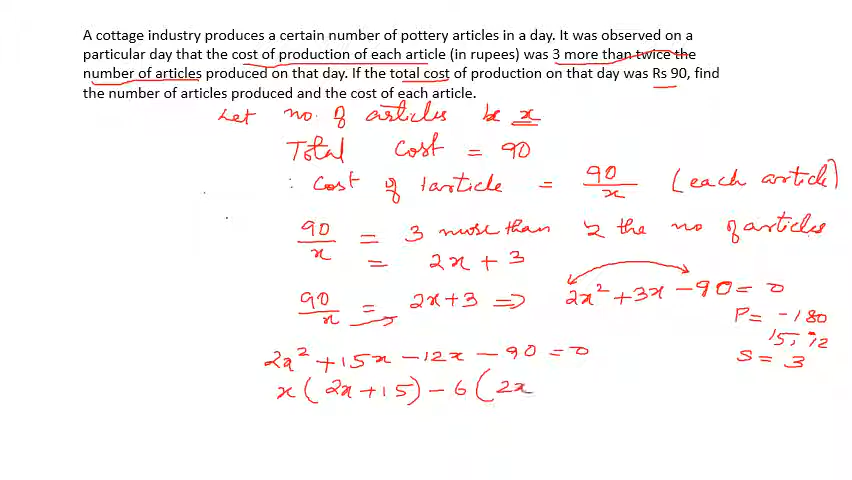 A cottage industry produces a certain number of pottery articles in a day. It was observed on a
particular day that the cost of production of each article (in rupees) was 3 more than twice the
number of articles produced on that day. If the total cost of production on that day was Rs 90, find
the number of articles produced and the cost of each article.
Let no. of articles be x
Total Cost = 90
: Cost of 1 article = 90/x (each article)
90/x = 3 more than 2 the no of articles
= 2x + 3
90/x = 2x+3 => 2x² + 3x - 90 = 0
P = -180
15, -12
S = 3
2x² + 15x - 12x - 90 = 0
x ( 2x + 15 ) - 6 ( 2x